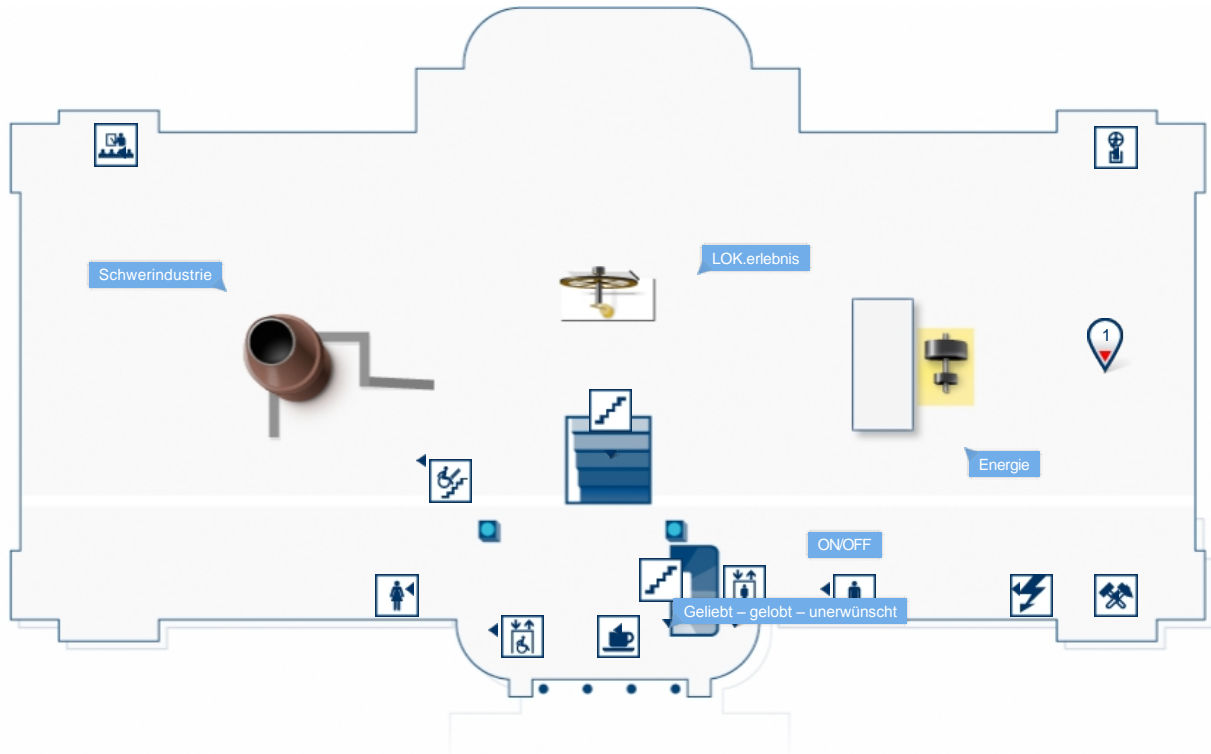 LOK.erlebnis
Schwerindustrie
1
Energie
ON/OFF
Geliebt – gelobt – unerwünscht